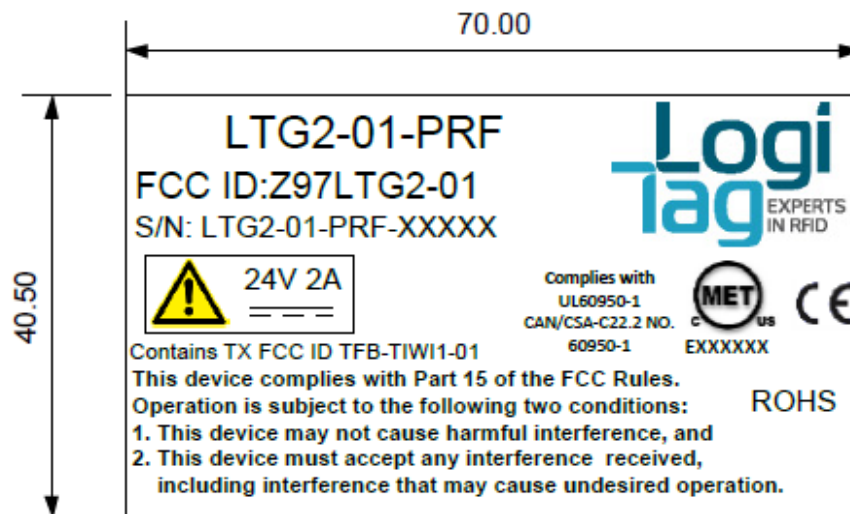 70.00
40.50
LTG2-01-PRF
Logi
Tag
EXPERTS
IN RFID
FCC ID:Z97LTG2-01
S/N: LTG2-01-PRF-XXXXX
24V 2A
Complies with
UL60950-1
CAN/CSA-C22.2 NO.
60950-1
MET
C US
EXXXXXX
CE
Contains TX FCC ID TFB-TIWI1-01
This device complies with Part 15 of the FCC Rules.
Operation is subject to the following two conditions:
ROHS
1. This device may not cause harmful interference, and
2. This device must accept any interference received,
including interference that may cause undesired operation.